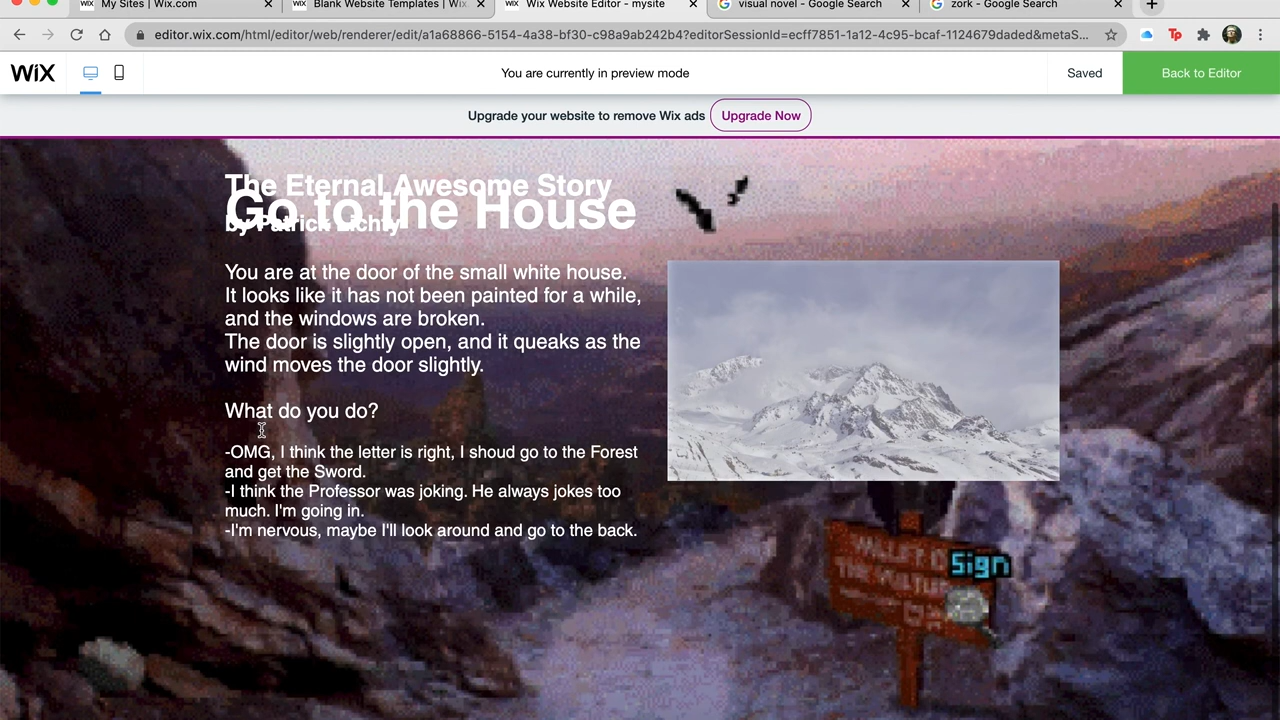 My Sites | Wix.com
Blank Website Templates | Wix
Wix Website Editor - mysite
visual novel - Google Search
zork - Google Search
editor.wix.com/html/editor/web/renderer/edit/a1a68866-5154-4a38-bf30-c98a9ab242b4?editorSessionId=ecff7851-1a12-4c95-bcaf-1124679daded&metaS...
WiX
You are currently in preview mode
Saved
Back to Editor
Upgrade your website to remove Wix ads
Upgrade Now
The Eternal Awesome Story
Go to the House
by Patrick Lichty
You are at the door of the small white house.
It looks like it has not been painted for a while,
and the windows are broken.
The door is slightly open, and it queaks as the
wind moves the door slightly.
What do you do?
-OMG, I think the letter is right, I shoud go to the Forest
and get the Sword.
-I think the Professor was joking. He always jokes too
much. I'm going in.
-I'm nervous, maybe I'll look around and go to the back.
Sign